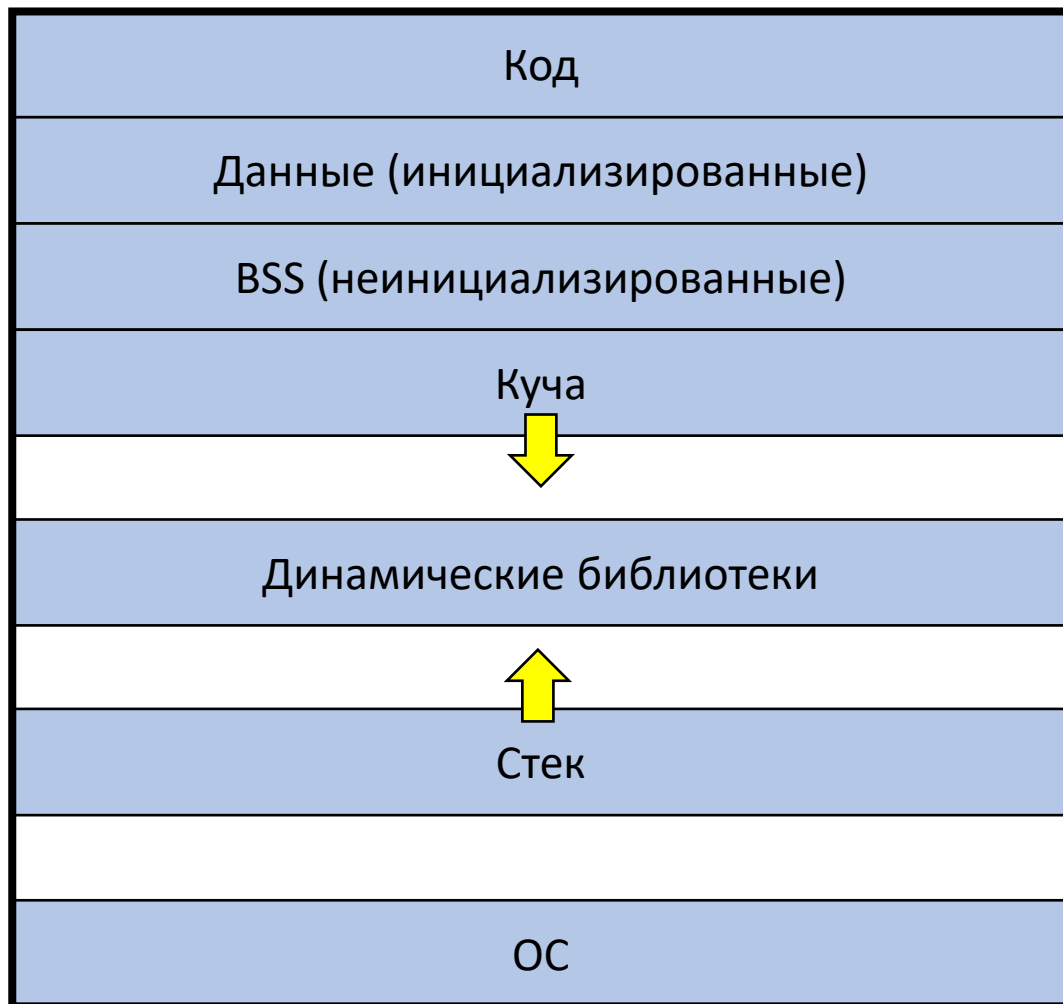 Код
Данные (инициализированные)
BSS (неинициализированные)
Куча
Динамические библиотеки
Стек
ОС